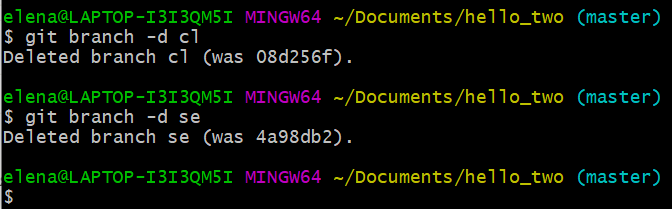 elena@LAPTOP-I3I3QM5I MINGW64 ~/Documents/hello_two (master)
$ git branch -d cl
Deleted branch cl (was 08d256f).
elena@LAPTOP-I3I3QM5I MINGW64 ~/Documents/hello_two (master)
$ git branch -d se
Deleted branch se (was 4a98db2).
elena@LAPTOP-I3I3QM5I MINGW64 ~/Documents/hello_two (master)
$